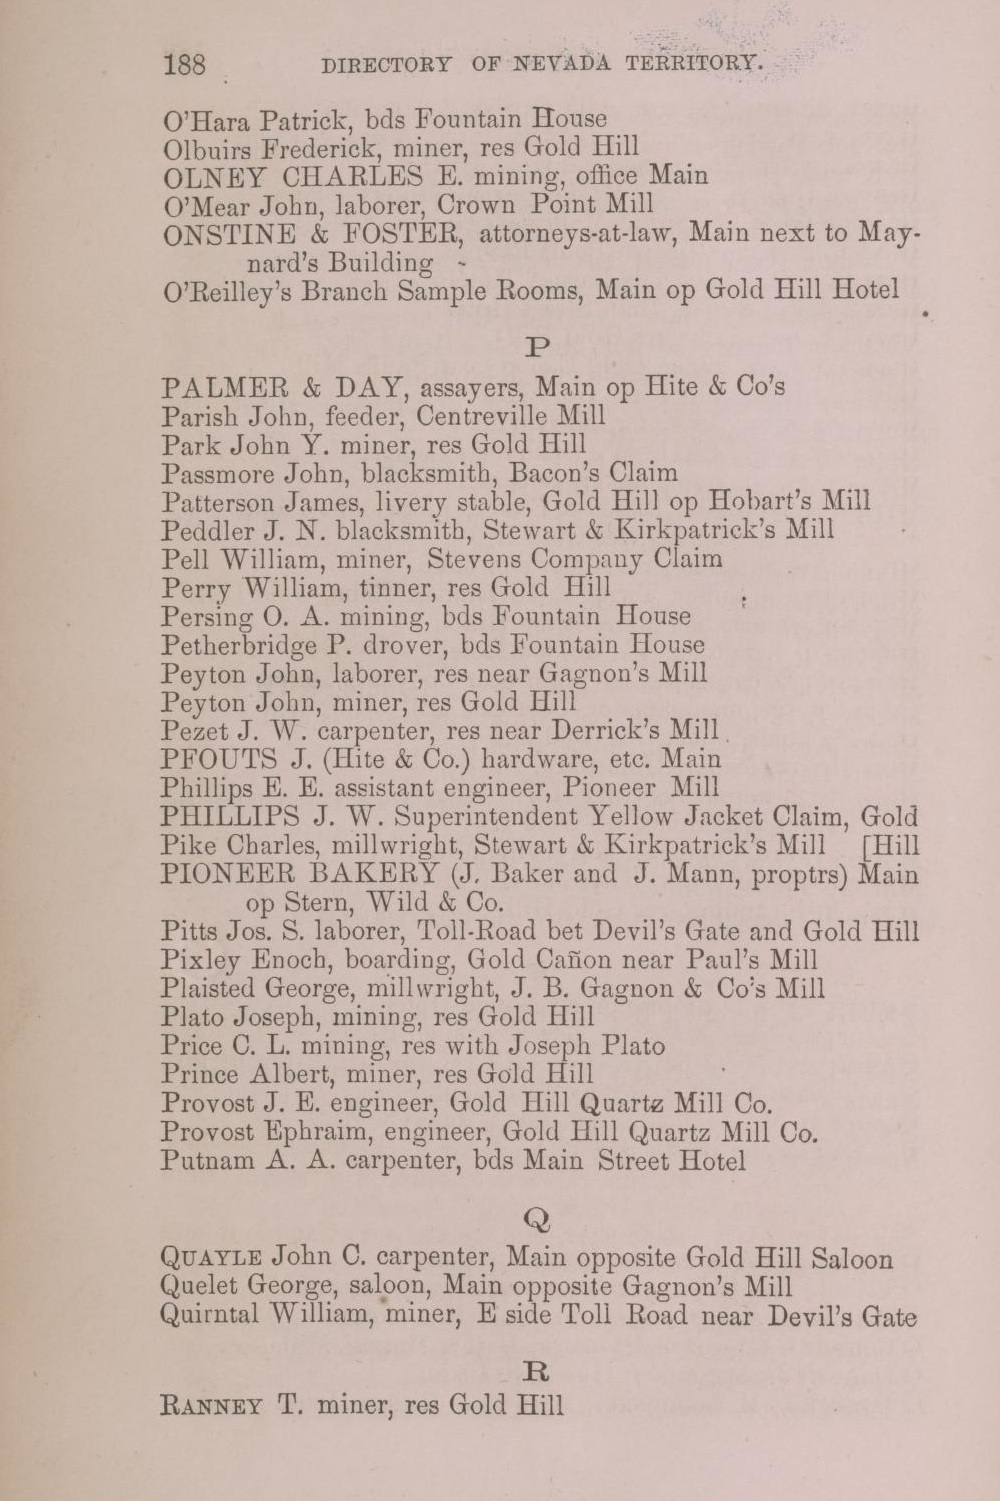 188 DIRECTORY OF NEVADA TERRITORY.
O'Hara Patrick, bds Fountain House
Olbuirs Frederick, miner, res Gold Hill
OLNEY CHARLES E. mining, office Main
O'Mear John, laborer, Crown Point Mill
ONSTINE & FOSTER, attorneys-at-law, Main next to May-
nard's Building
O'Reilley's Branch Sample Rooms, Main op Gold Hill Hotel
P
PALMER & DAY, assayers, Main op Hite & Co's
Parish John, feeder, Centreville Mill
Park John Y. miner, res Gold Hill
Passmore John, blacksmith, Bacon's Claim
Patterson James, livery stable, Gold Hill op Hobart's Mill
Peddler J. N. blacksmith, Stewart & Kirkpatrick's Mill
Pell William, miner, Stevens Company Claim
Perry William, tinner, res Gold Hill
Persing O. A. mining, bds Fountain House
Petherbridge P. drover, bds Fountain House
Peyton John, laborer, res near Gagnon's Mill
Peyton John, miner, res Gold Hill
Pezet J. W. carpenter, res near Derrick's Mill
PFOUTS J. (Hite & Co.) hardware, etc. Main
Phillips E. E. assistant engineer, Pioneer Mill
PHILLIPS J. W. Superintendent Yellow Jacket Claim, Gold
Pike Charles, millwright, Stewart & Kirkpatrick's Mill [Hill
PIONEER BAKERY (J. Baker and J. Mann, proptrs) Main
op Stern, Wild & Co.
Pitts Jos. S. laborer, Toll-Road bet Devil's Gate and Gold Hill
Pixley Enoch, boarding, Gold Cañon near Paul's Mill
Plaisted George, millwright, J. B. Gagnon & Co's Mill
Plato Joseph, mining, res Gold Hill
Price C. L. mining, res with Joseph Plato
Prince Albert, miner, res Gold Hill
Provost J. E. engineer, Gold Hill Quartz Mill Co.
Provost Ephraim, engineer, Gold Hill Quartz Mill Co.
Putnam A. A. carpenter, bds Main Street Hotel
Q
QUAYLE John C. carpenter, Main opposite Gold Hill Saloon
Quelet George, saloon, Main opposite Gagnon's Mill
Quirntal William, miner, E side Toll Road near Devil's Gate
R
RANNEY T. miner, res Gold Hill